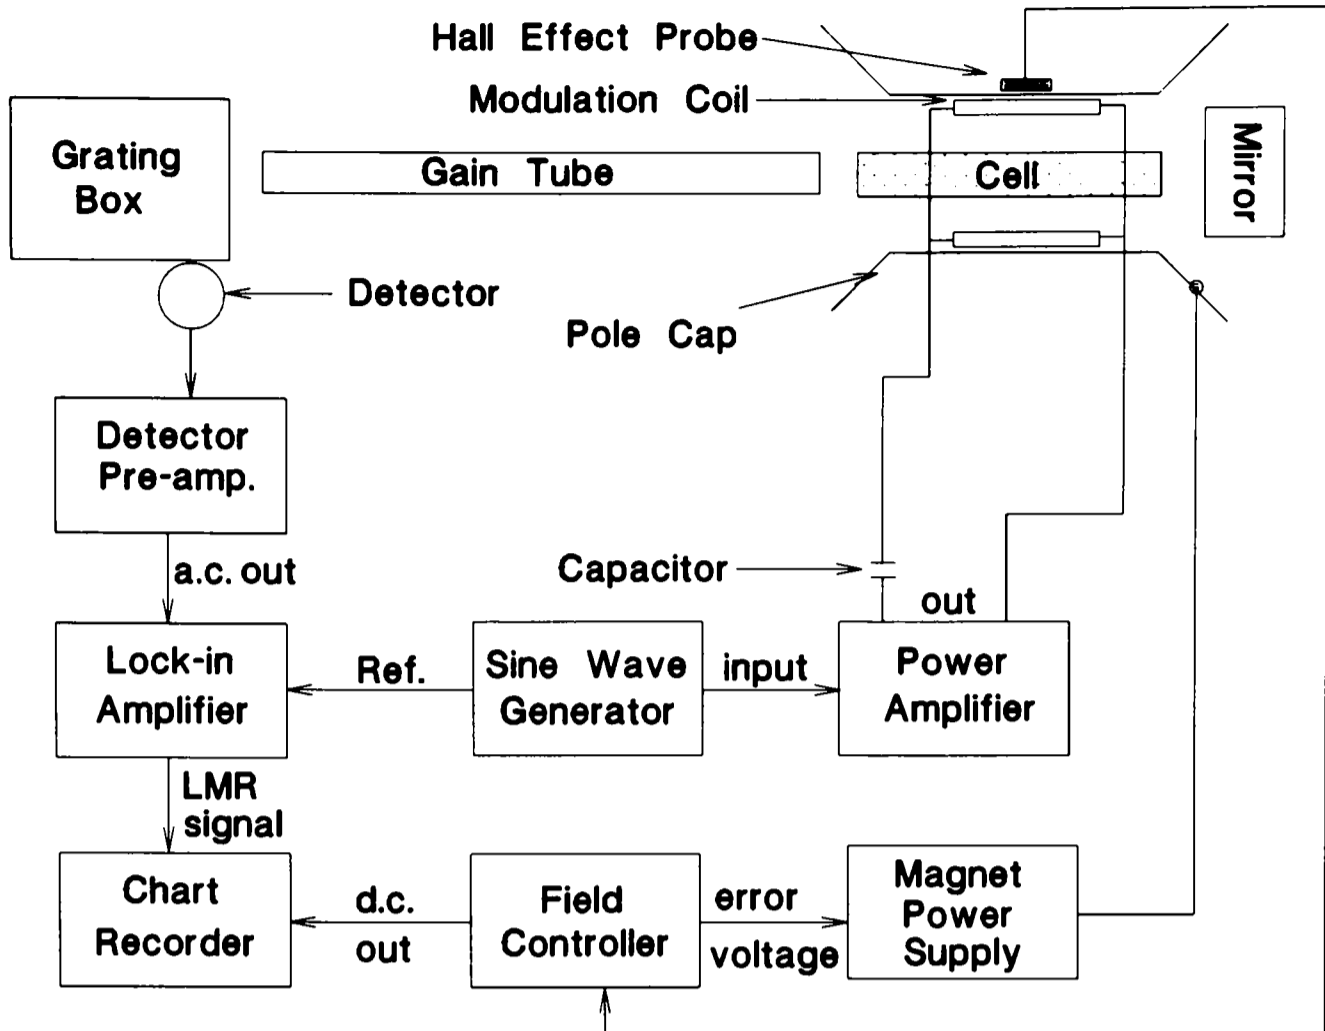 Hall Effect Probe
Modulation Coil
Grating
Box
Gain Tube
Cell
Mirror
Detector
Pole Cap
Detector
Pre-amp.
a.c. out
Capacitor
out
Lock-in
Amplifier
Ref.
Sine Wave
Generator
input
Power
Amplifier
LMR
signal
Chart
Recorder
d.c.
out
Field
Controller
error
voltage
Magnet
Power
Supply